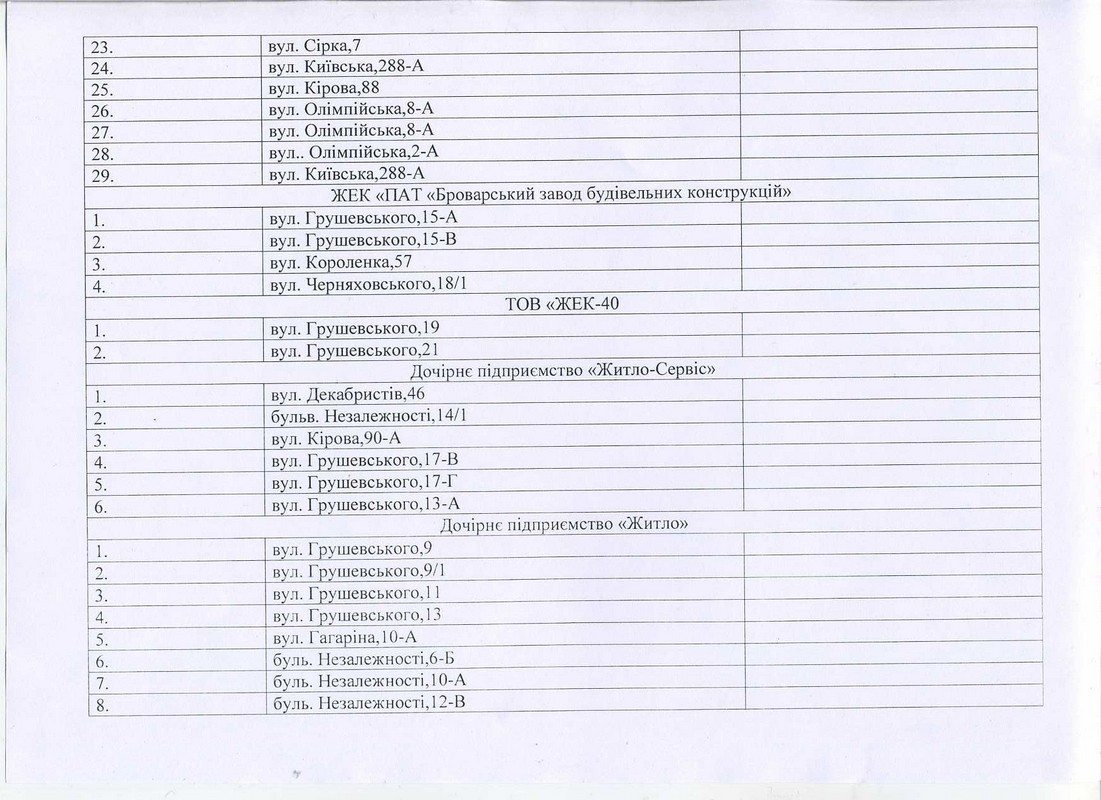 23. вул. Сірка,7
24. вул. Київська,288-А
25. вул. Кірова,88
26. вул. Олімпійська,8-А
27. вул. Олімпійська,8-А
28. вул.. Олімпійська,2-А
29. вул. Київська,288-А
ЖЕК «ПАТ «Броварський завод будівельних конструкцій»
1. вул. Грушевського,15-А
2. вул. Грушевського,15-В
3. вул. Короленка,57
4. вул. Черняховського,18/1
ТОВ «ЖЕК-40
1. вул. Грушевського,19
2. вул. Грушевського,21
Дочірнє підприємство «Житло-Сервіс»
1. вул. Декабристів,46
2. бульв. Незалежності,14/1
3. вул. Кірова,90-А
4. вул. Грушевського,17-В
5. вул. Грушевського,17-Г
6. вул. Грушевського,13-А
Дочірнє підприємство «Житло»
1. вул. Грушевського,9
2. вул. Грушевського,9/1
3. вул. Грушевського,11
4. вул. Грушевського,13
5. вул. Гагаріна,10-А
6. буль. Незалежності,6-Б
7. буль. Незалежності,10-А
8. буль. Незалежності,12-В